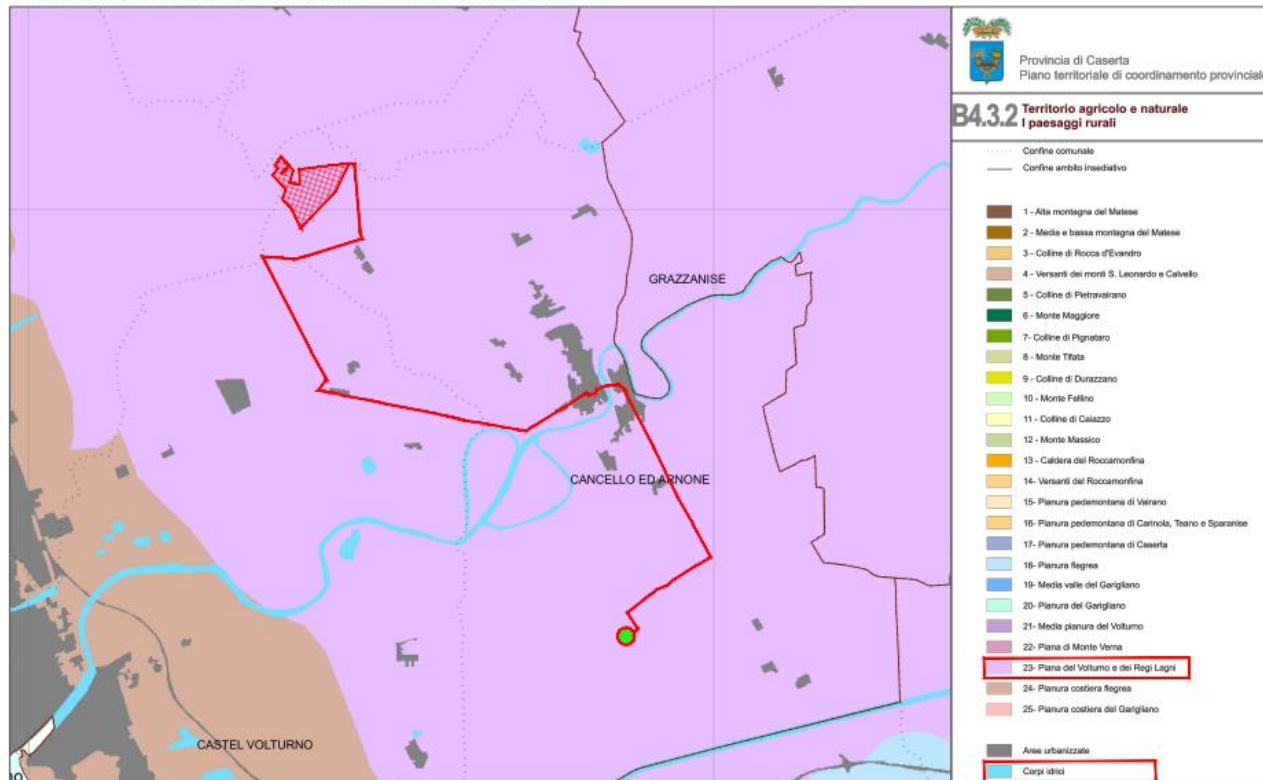 GRAZZANISE
CANCELLO ED ARNONE
CASTEL VOLTURNO
Provincia di Caserta
Piano territoriale di coordinamento provinciale
B4.3.2 Territorio agricolo e naturale
I paesaggi rurali
Confine comunale
Confine ambito insediativo
1 - Alta montagna del Matese
2 - Media e bassa montagna del Matese
3 - Colline di Rocca d'Evandro
4 - Versanti dei monti S. Leonardo e Calvello
5 - Colline di Pietravairano
6 - Monte Maggiore
7 - Colline di Pignataro
8 - Monte Tifata
9 - Colline di Durazzano
10 - Monte Fellino
11 - Colline di Caiazzo
12 - Monte Massico
13 - Caldera del Roccamonfina
14- Versanti del Roccamonfina
15- Pianura pedemontana di Vairano
16- Pianura pedemontana di Carinola, Teano e Sparanise
17- Pianura pedemontana di Caserta
18- Pianura flegrea
19- Media valle del Garigliano
20- Pianura del Garigliano
21- Media pianura del Volturno
22- Piana di Monte Verna
23- Piana del Volturno e dei Regi Lagni
24- Pianura costiera flegrea
25- Pianura costiera del Garigliano
Aree urbanizzate
Corpi idrici